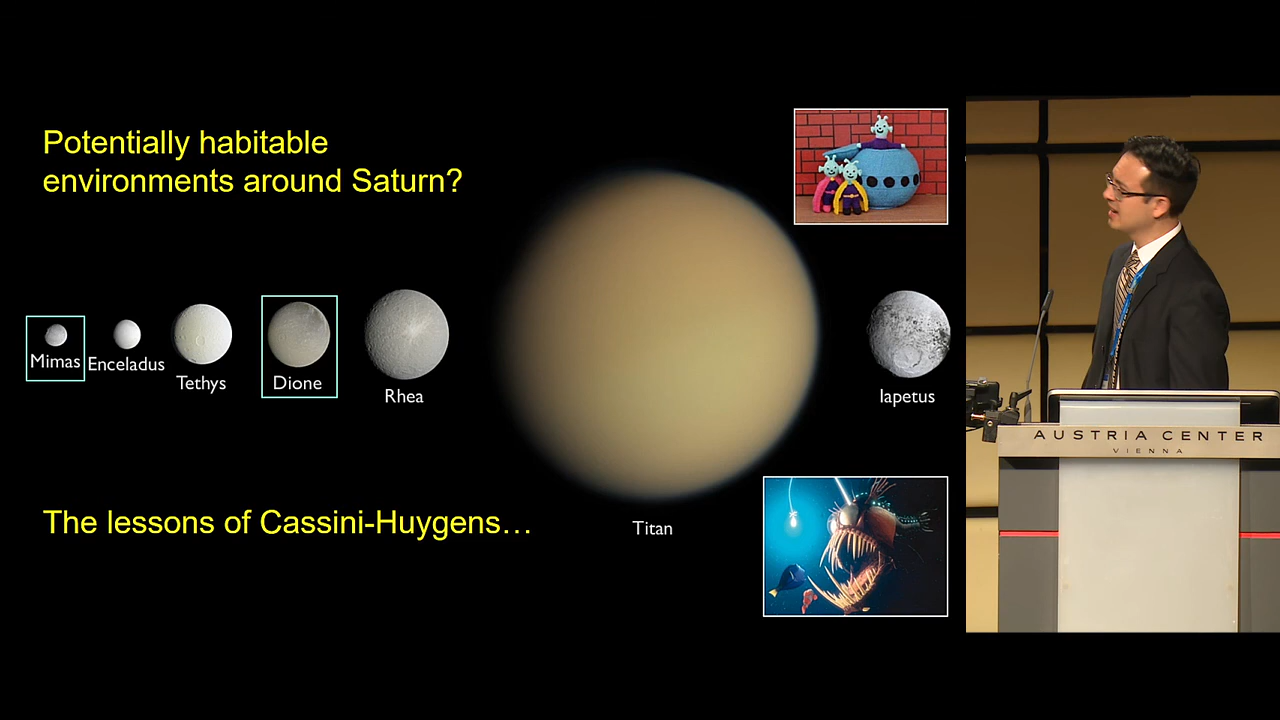 Potentially habitable
environments around Saturn?
Mimas
Enceladus
Tethys
Dione
Rhea
Titan
Iapetus
The lessons of Cassini-Huygens…
AUSTRIA CENTER
VIENNA